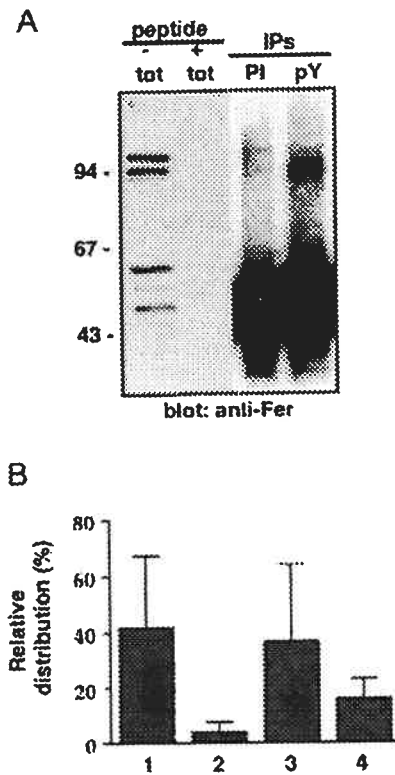 A
peptide IPs
- +
tot tot PI pY
94 -
67 -
43 -
blot: anti-Fer
B
Relative
distribution (%)
80
60
40
20
0
1 2 3 4